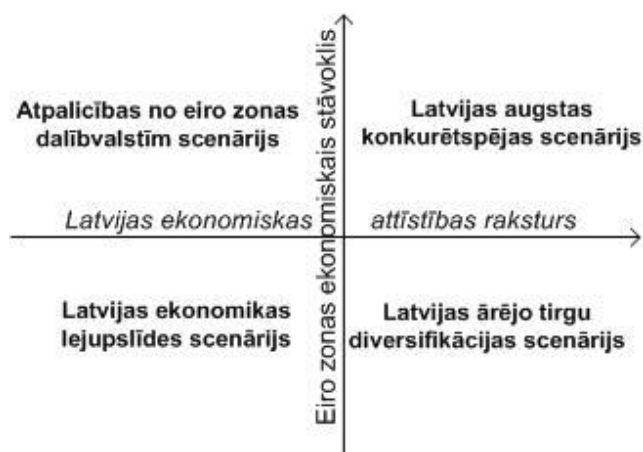 Atpalicības no eiro zonas
dalībvalstīm scenārijs
Eiro zonas ekonomiskais stāvoklis
Latvijas augstas
konkurētspējas scenārijs
Latvijas ekonomiskas attīstības raksturs
Latvijas ekonomikas
lejupslīdes scenārijs
Latvijas ārējo tirgu
diversifikācijas scenārijs